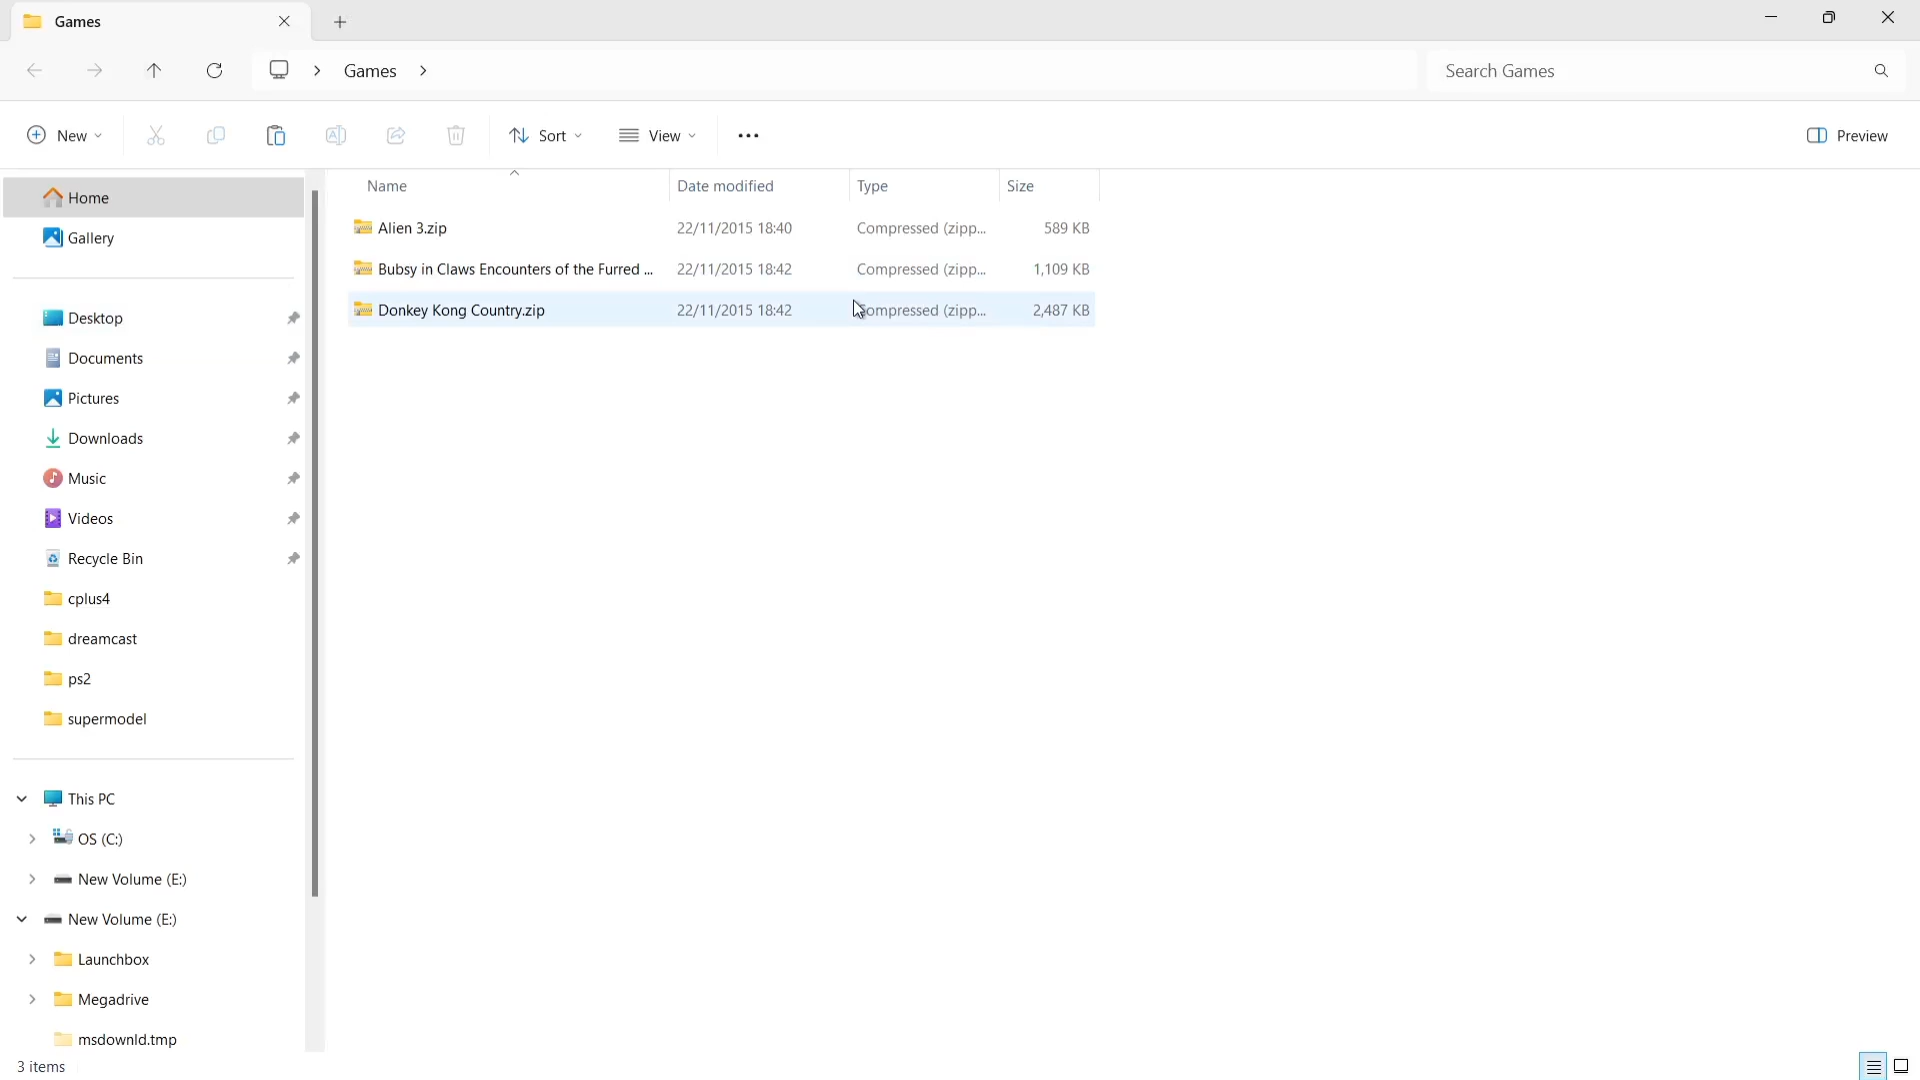 Games
Games
Search Games
New
Sort
View
Preview
Name Date modified Type Size
Alien 3.zip 22/11/2015 18:40 Compressed (zipp... 589 KB
Bubsy in Claws Encounters of the Furred ... 22/11/2015 18:42 Compressed (zipp... 1,109 KB
Donkey Kong Country.zip 22/11/2015 18:42 Compressed (zipp... 2,487 KB
Home
Gallery
Desktop
Documents
Pictures
Downloads
Music
Videos
Recycle Bin
cplus4
dreamcast
ps2
supermodel
This PC
OS (C:)
New Volume (E:)
New Volume (E:)
Launchbox
Megadrive
msdownld.tmp
3 items